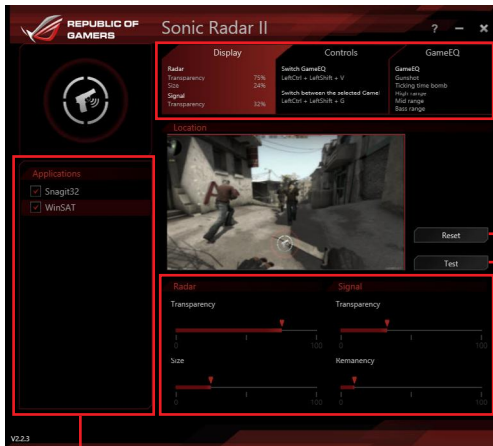 REPUBLIC OF
GAMERS
Sonic Radar II
? – ×
Display
Controls
GameEQ
Radar
Transparency 75%
Size 24%
Signal
Transparency 32%
Switch GameEQ
LeftCtrl + LeftShift + V
Switch between the selected Game
LeftCtrl + LeftShift + G
GameEQ
Gunshot
Ticking time bomb
High range
Mid range
Bass range
Location
Applications
Snagit32
WinSAT
Reset
Test
Radar
Signal
Transparency
Transparency
0 100
0 100
Size
Remanency
0 100
0 100
V2.2.3